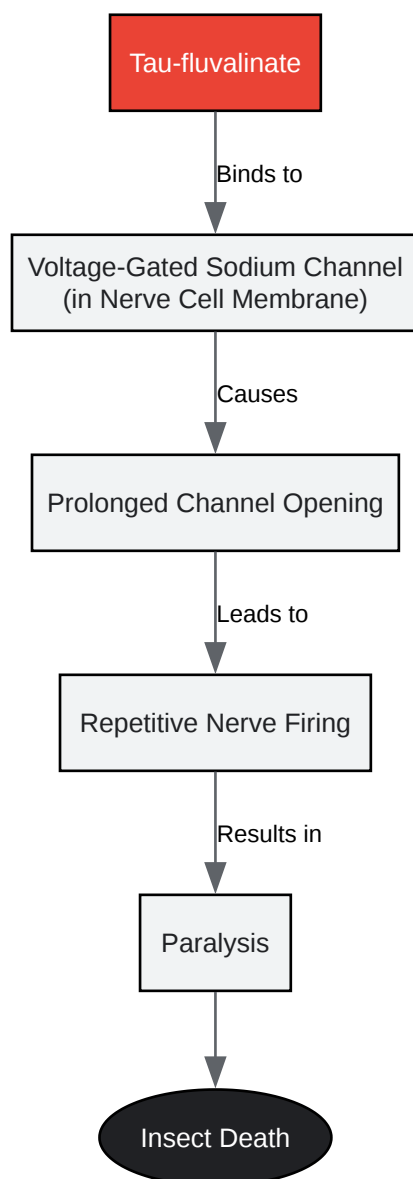 Tau-fluvalinate
Binds to
Voltage-Gated Sodium Channel
(in Nerve Cell Membrane)
Causes
Prolonged Channel Opening
Leads to
Repetitive Nerve Firing
Results in
Paralysis
Insect Death